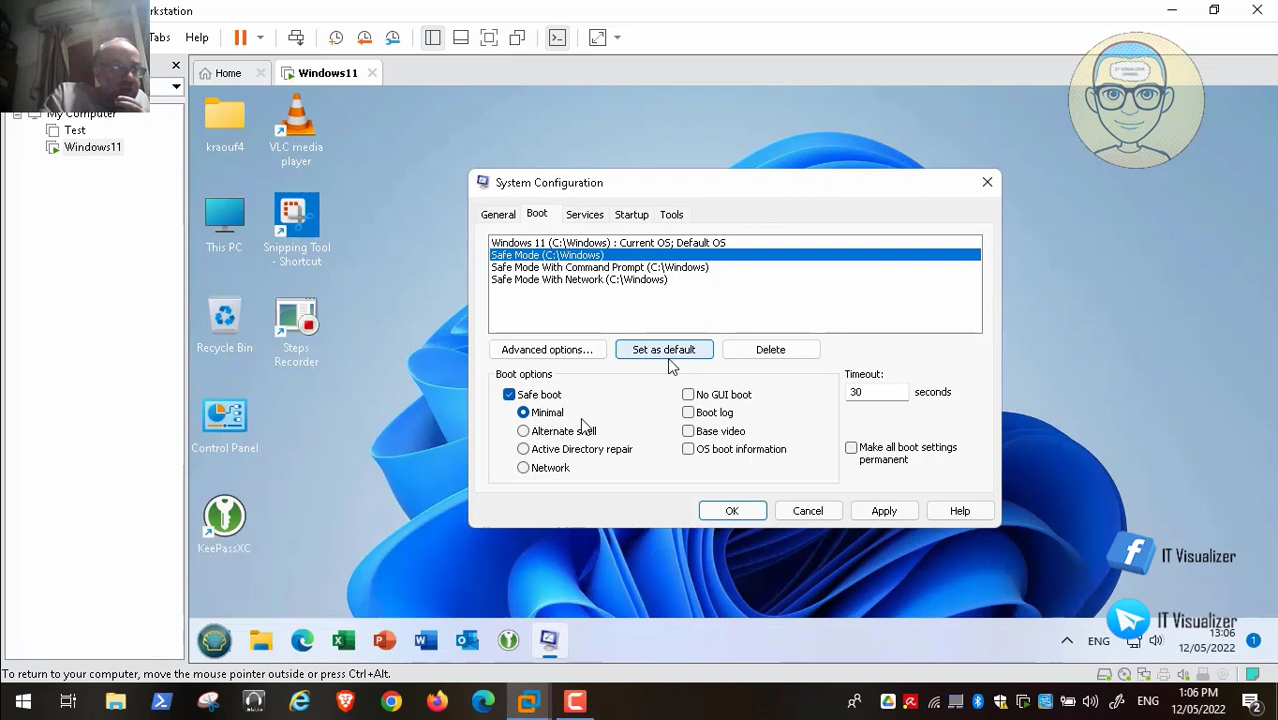 rkstation
Tabs Help
Home
Windows11
My Computer
Test
Windows11
IT VISUALIZER
CHANNEL
kraouf4
VLC media
player
This PC
Snipping Tool -
Shortcut
Recycle Bin
Steps
Recorder
Control Panel
KeePassXC
System Configuration
General Boot Services Startup Tools
Windows 11 (C:\Windows) : Current OS; Default OS
Safe Mode (C:\Windows)
Safe Mode With Command Prompt (C:\Windows)
Safe Mode With Network (C:\Windows)
Advanced options... Set as default Delete
Boot options
Timeout:
Safe boot No GUI boot
30 seconds
Minimal Boot log
Alternate shell Base video
Active Directory repair OS boot information
Make all boot settings
permanent
Network
OK Cancel Apply Help
IT Visualizer
IT Visualizer
ENG
13:06
12/05/2022
1
To return to your computer, move the mouse pointer outside or press Ctrl+Alt.
ENG
1:06 PM
12/05/2022
2